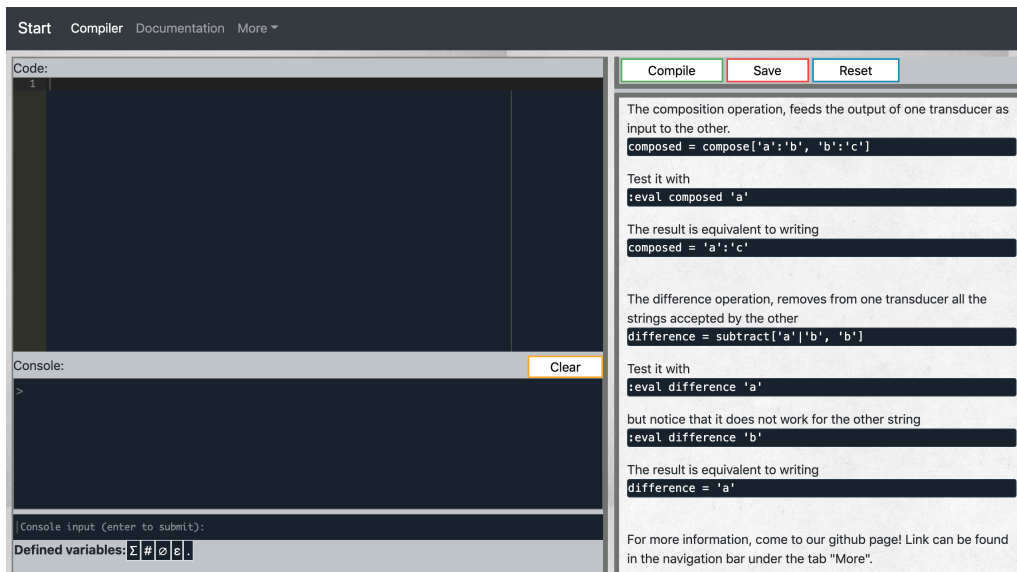 Start Compiler Documentation More
Code:
1
Compile Save Reset
The composition operation, feeds the output of one transducer as
input to the other.
composed = compose['a':'b', 'b':'c']
Test it with
:eval composed 'a'
The result is equivalent to writing
composed = 'a':'c'
The difference operation, removes from one transducer all the
strings accepted by the other
difference = subtract['a'|'b', 'b']
Test it with
:eval difference 'a'
but notice that it does not work for the other string
:eval difference 'b'
The result is equivalent to writing
difference = 'a'
For more information, come to our github page! Link can be found
in the navigation bar under the tab "More".
Console:
Clear
>
Console input (enter to submit):
Defined variables: Σ # ∅ ε .